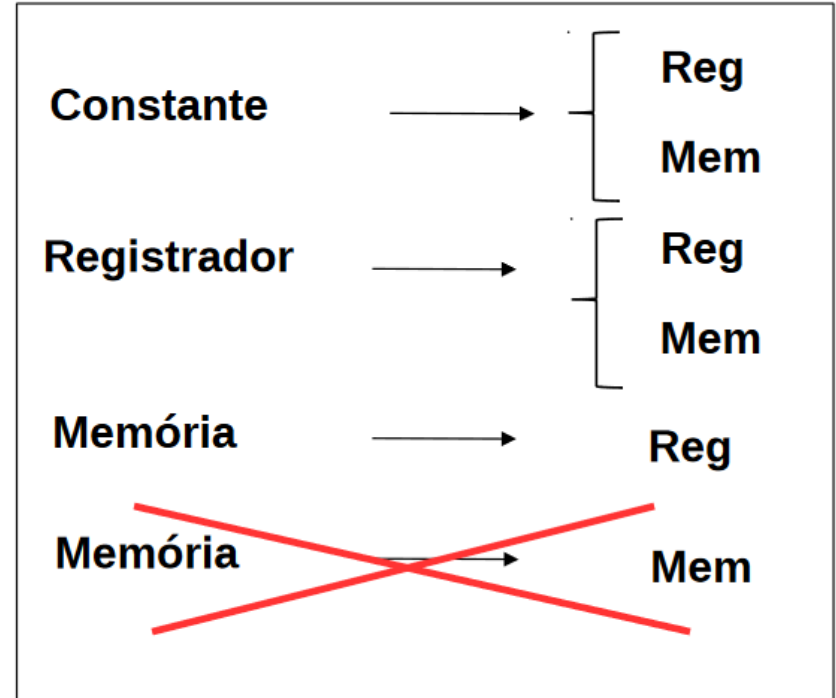 Constante
Reg
Mem
Registrador
Reg
Mem
Memória
Reg
Memória
Mem